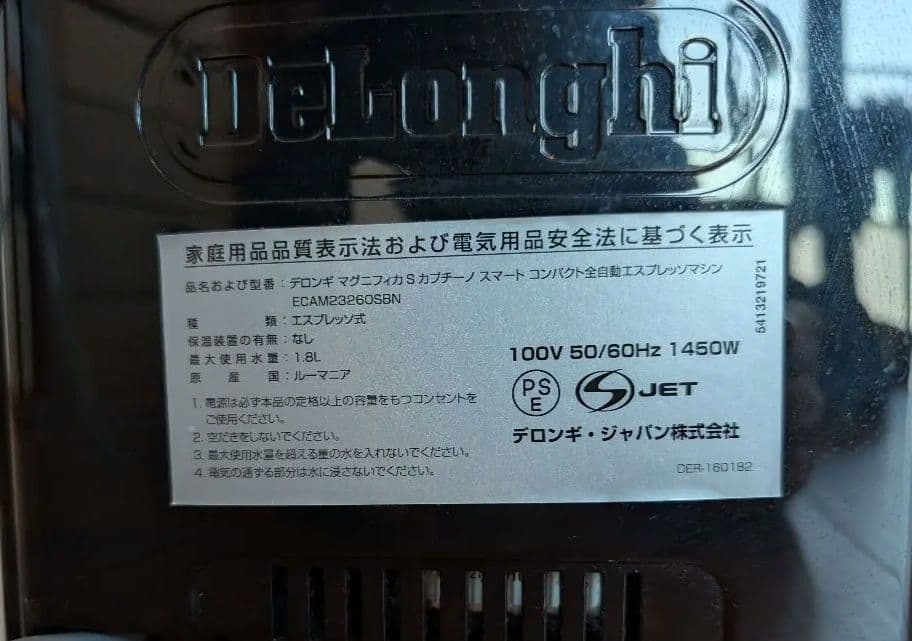 DeLonghi
家庭用品品質表示法および電気用品安全法に基づく表示
品名および型番：デロンギ マグニフィカ S カプチーノ スマート コンパクト全自動エスプレッソマシン
ECAM23260SBN
種類：エスプレッソ式
保温装置の有無：なし
最大使用水量：1.8L
原産国：ルーマニア
1. 電源は必ず本品の定格以上の容量をもつコンセントを
ご使用ください。
2. 空だきをしないでください。
3. 最大使用水量を超える量の水を入れないでください。
4. 電気の通ずる部分は水に浸さないでください。
100V 50/60Hz 1450W
PS
E
JET
デロンギ・ジャパン株式会社
DER-160182
5413219721